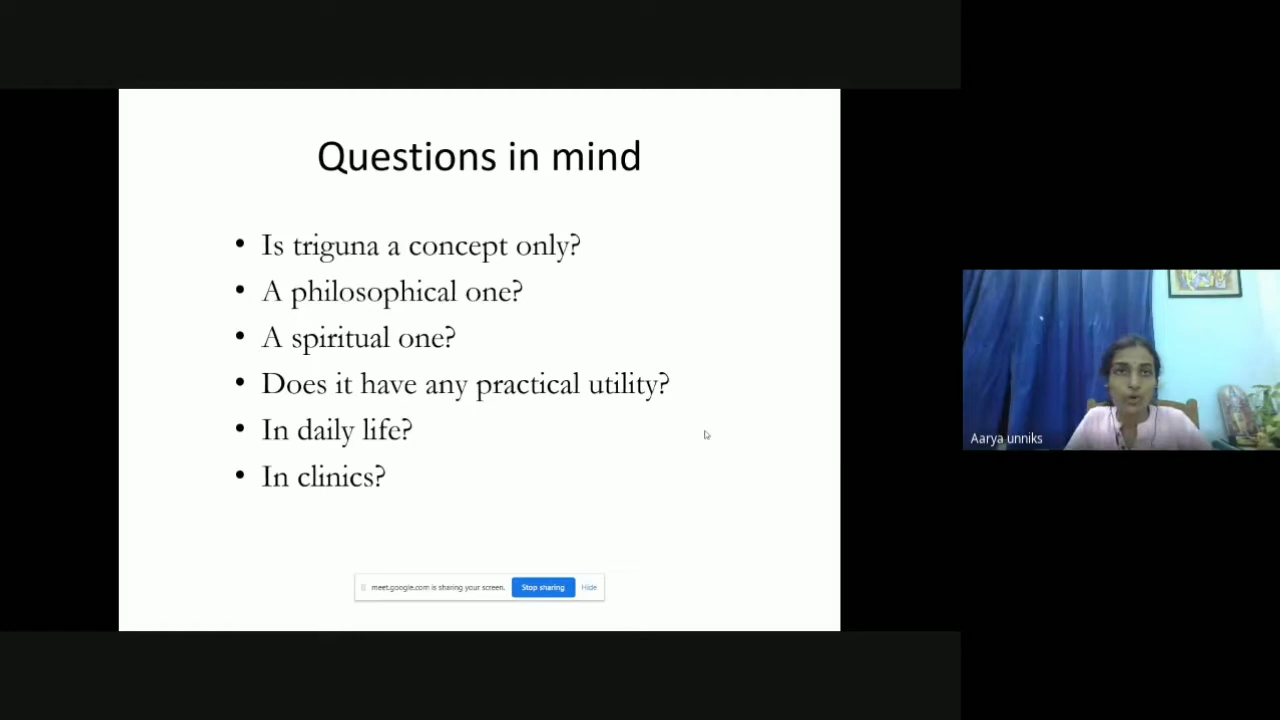 Questions in mind
• Is triguna a concept only?
• A philosophical one?
• A spiritual one?
• Does it have any practical utility?
• In daily life?
• In clinics?
meet.google.com is sharing your screen. Stop sharing Hide
Aarya unniks